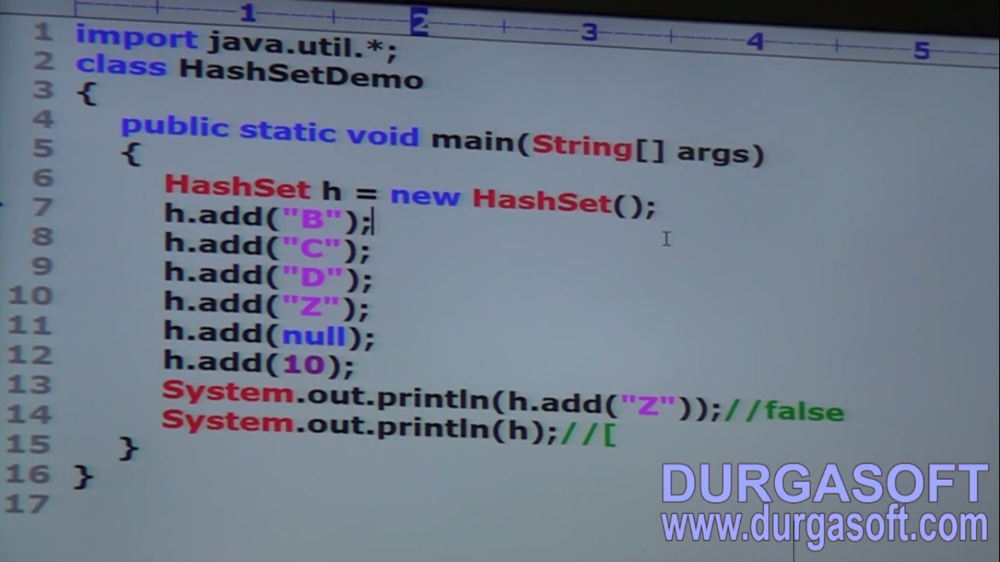 1 2 3 4 5
1 import java.util.*;
2 class HashSetDemo
3 {
4 public static void main(String[] args)
5 {
6 HashSet h = new HashSet();
7 h.add("B");
8 h.add("C");
9 h.add("D");
10 h.add("Z");
11 h.add(null);
12 h.add(10);
13 System.out.println(h.add("Z"));//false
14 System.out.println(h);//[
15 }
16 }
17
DURGASOFT
www.durgasoft.com